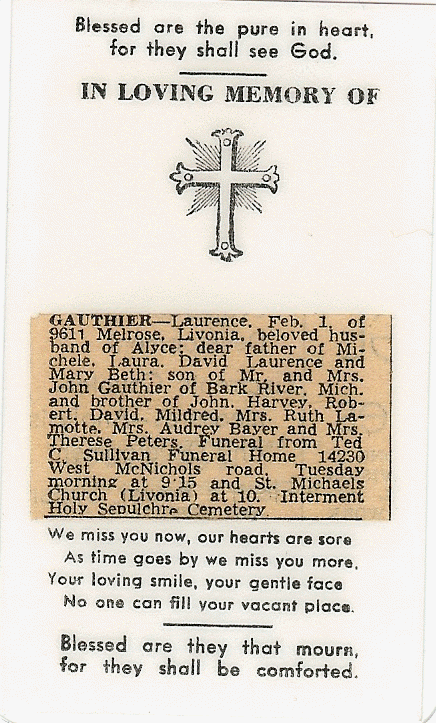 Blessed are the pure in heart,
for they shall see God.
IN LOVING MEMORY OF
GAUTHIER—Laurence. Feb. 1. of
9611 Melrose, Livonia, beloved hus-
band of Alyce; dear father of Mi-
chele, Laura, David Laurence and
Mary Beth; son of Mr. and Mrs.
John Gauthier of Bark River, Mich.
and brother of John, Harvey, Rob-
ert, David, Mildred, Mrs. Ruth La-
motte, Mrs. Audrey Bayer and Mrs.
Therese Peters. Funeral from Ted
C. Sullivan Funeral Home 14230
West McNichols road, Tuesday
morning at 9:15 and St. Michaels
Church (Livonia) at 10. Interment
Holy Sepulchre Cemetery.
We miss you now, our hearts are sore
As time goes by we miss you more,
Your loving smile, your gentle face
No one can fill your vacant place.
Blessed are they that mourn,
for they shall be comforted.